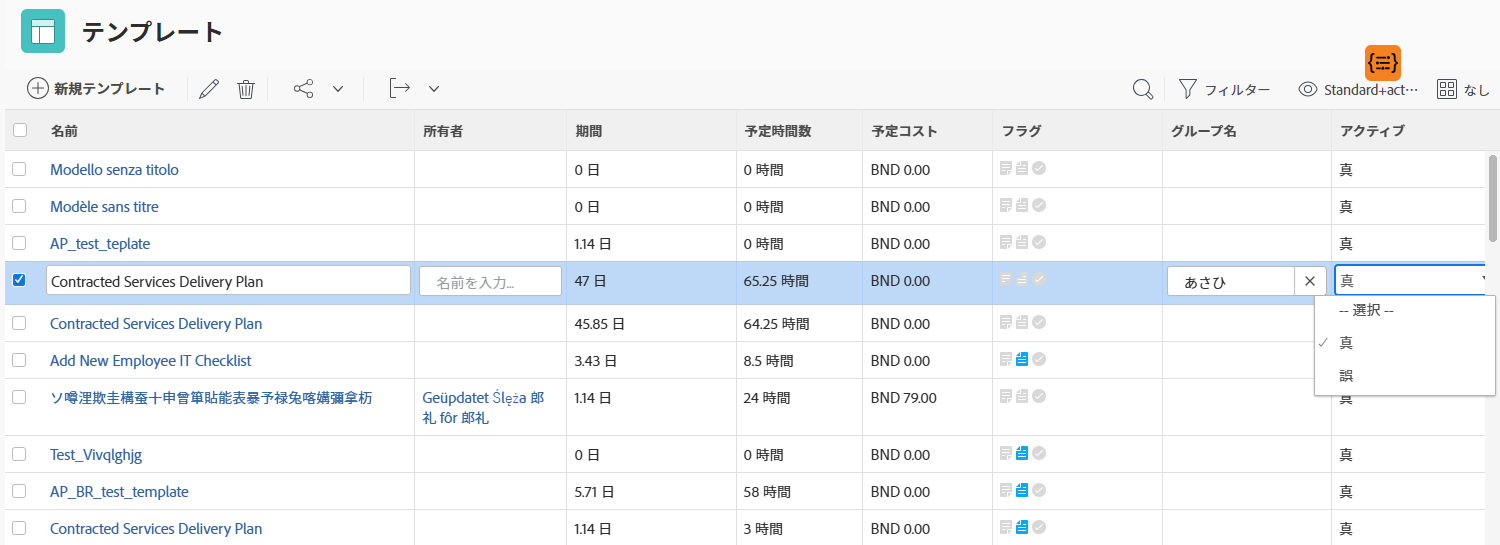 テンプレート
新規テンプレート フィルター Standard+act… なし
名前 所有者 期間 予定時間数 予定コスト フラグ グループ名 アクティブ
Modello senza titolo 0 日 0 時間 BND 0.00 真
Modèle sans titre 0 日 0 時間 BND 0.00 真
AP_test_teplate 1.14 日 0 時間 BND 0.00 真
Contracted Services Delivery Plan 名前を入力... 47 日 65.25 時間 BND 0.00 あさひ 真
-- 選択 --
Contracted Services Delivery Plan 45.85 日 64.25 時間 BND 0.00
真
Add New Employee IT Checklist 3.43 日 8.5 時間 BND 0.00
誤
ソ噂浬欺圭構蚕十申曾箪貼能表暴予禄兔喀媾彌拿杤 Geüpdatet Ślęża 郎 1.14 日 24 時間 BND 79.00 真
礼 fôr 郎礼
Test_Vivqlghjg 0 日 0 時間 BND 0.00 真
AP_BR_test_template 5.71 日 58 時間 BND 0.00 真
Contracted Services Delivery Plan 1.14 日 3 時間 BND 0.00 真